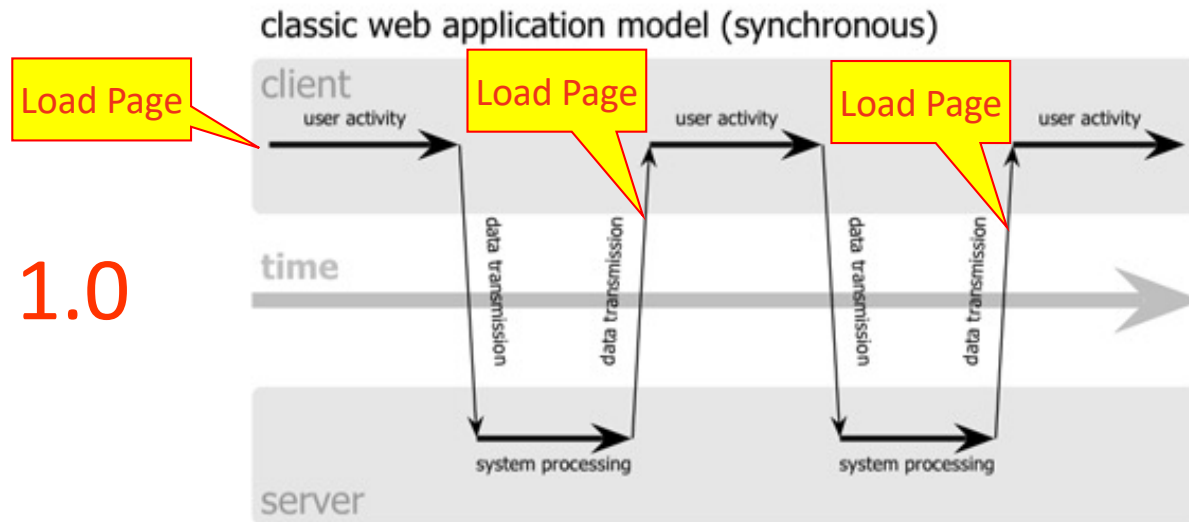 classic web application model (synchronous)
client
Load Page
Load Page
Load Page
user activity
user activity
user activity
data transmission
data transmission
data transmission
data transmission
time
1.0
system processing
system processing
server